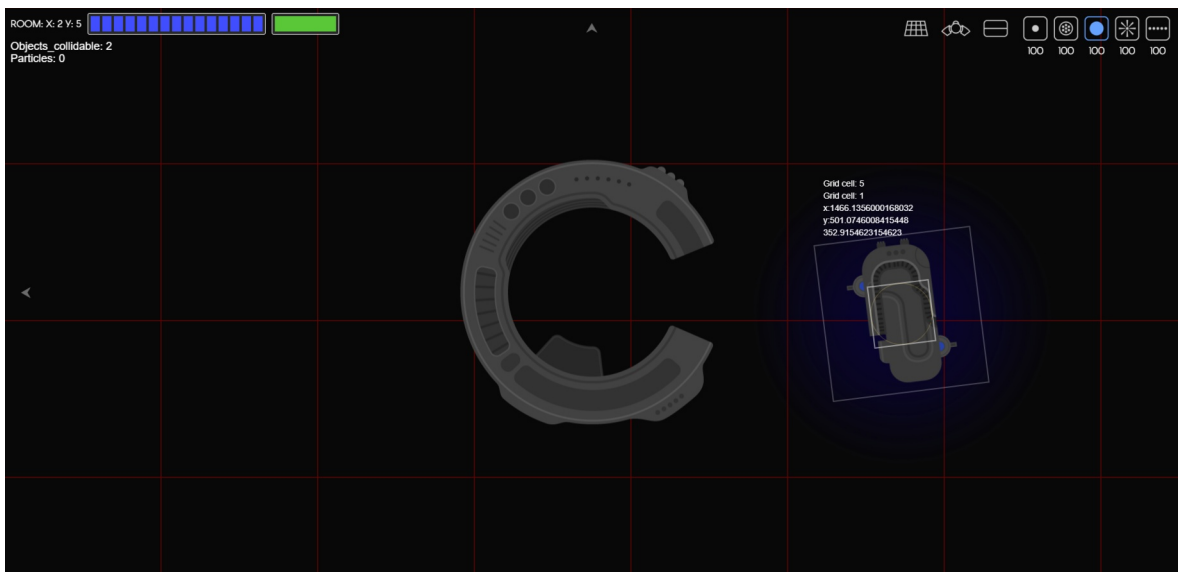 ROOM: X: 2 Y: 5
Objects_collidable: 2
Particles: 0
100 100 100 100 100
Grid cell: 5
Grid cell: 1
x:1466.1356000168032
y:501.0746008415448
352.9154623154623